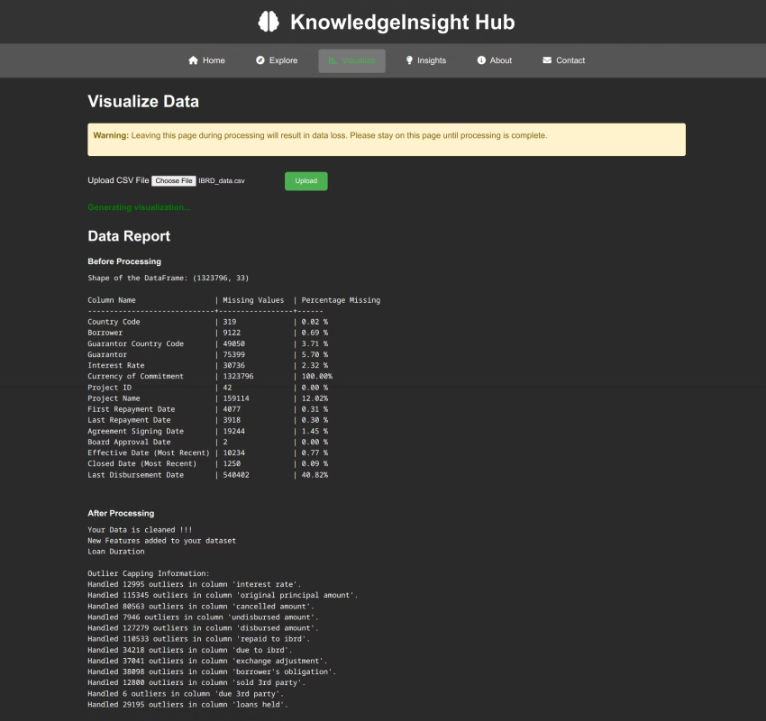 KnowledgeInsight Hub
Home Explore Visualize Insights About Contact
Visualize Data
Warning: Leaving this page during processing will result in data loss. Please stay on this page until processing is complete.
Upload CSV File Choose File IBRD_data.csv Upload
Generating visualization...
Data Report
Before Processing
Shape of the DataFrame: (1323796, 33)
Column Name | Missing Values | Percentage Missing
-----------------------------+-----------------+------
Country Code | 319 | 0.02 %
Borrower | 9122 | 0.69 %
Guarantor Country Code | 49050 | 3.71 %
Guarantor | 75399 | 5.70 %
Interest Rate | 30736 | 2.32 %
Currency of Commitment | 1323796 | 100.00%
Project ID | 42 | 0.00 %
Project Name | 159114 | 12.02%
First Repayment Date | 4077 | 0.31 %
Last Repayment Date | 3918 | 0.30 %
Agreement Signing Date | 19244 | 1.45 %
Board Approval Date | 2 | 0.00 %
Effective Date (Most Recent) | 10234 | 0.77 %
Closed Date (Most Recent) | 1250 | 0.09 %
Last Disbursement Date | 540402 | 40.82%
After Processing
Your Data is cleaned !!!
New Features added to your dataset
Loan Duration
Outlier Capping Information:
Handled 12995 outliers in column 'interest rate'.
Handled 115345 outliers in column 'original principal amount'.
Handled 80563 outliers in column 'cancelled amount'.
Handled 7946 outliers in column 'undisbursed amount'.
Handled 127279 outliers in column 'disbursed amount'.
Handled 110533 outliers in column 'repaid to ibrd'.
Handled 34218 outliers in column 'due to ibrd'.
Handled 37041 outliers in column 'exchange adjustment'.
Handled 38098 outliers in column 'borrower's obligation'.
Handled 12800 outliers in column 'sold 3rd party'.
Handled 6 outliers in column 'due 3rd party'.
Handled 29195 outliers in column 'loans held'.